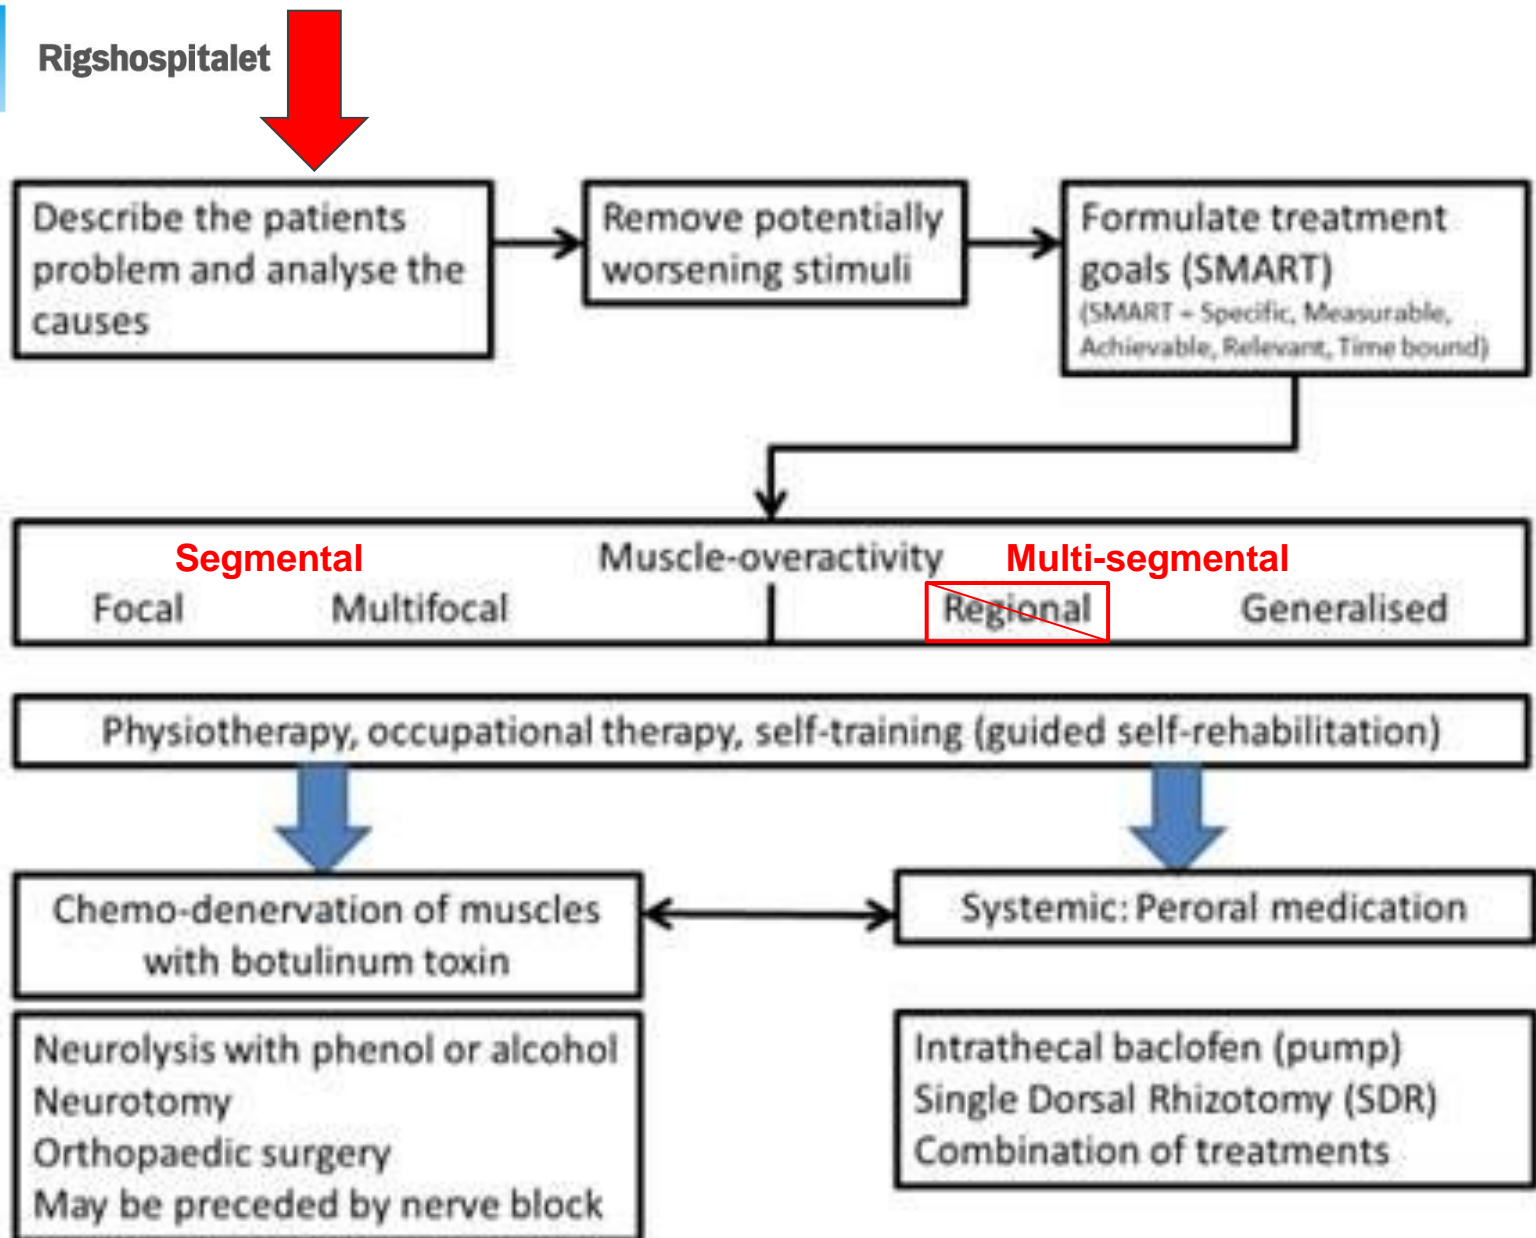 Rigshospitalet
Describe the patients
problem and analyse the
causes
Remove potentially
worsening stimuli
Formulate treatment
goals (SMART)
(SMART = Specific, Measurable,
Achievable, Relevant, Time bound)
Segmental Muscle-overactivity Multi-segmental
Focal Multifocal Regional Generalised
Physiotherapy, occupational therapy, self-training (guided self-rehabilitation)
Chemo-denervation of muscles
with botulinum toxin
Systemic: Peroral medication
Neurolysis with phenol or alcohol
Neurotomy
Orthopaedic surgery
May be preceded by nerve block
Intrathecal baclofen (pump)
Single Dorsal Rhizotomy (SDR)
Combination of treatments